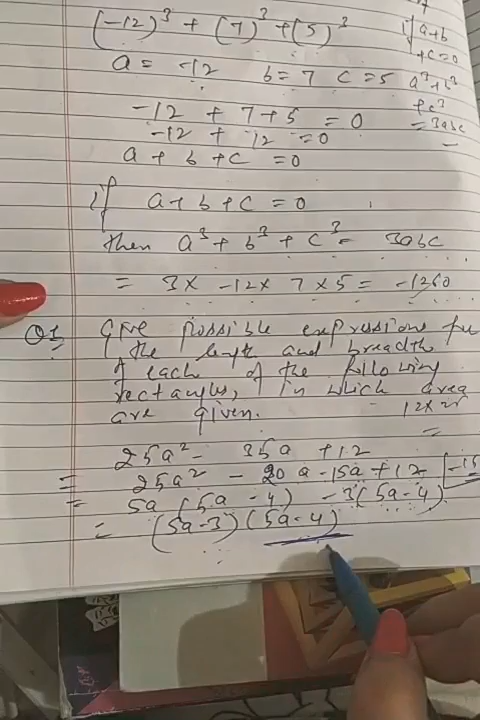 (-12)³ + (7)³ + (5)³
if a+b
+c=0
a³+b³
+c³
=3abc
a = -12 b = 7 c = 5
-12 + 7 + 5 = 0
-12 + 12 = 0
a + b + c = 0
if a + b + c = 0
then a³ + b³ + c³ = 3abc
= 3 × -12 × 7 × 5 = -1260
Q1 Give possible expressions for
the length and breadth
of each of the following
rectangles, in which area
are given.
25a² - 35a + 12
= 25a² - 20a - 15a + 12
= 5a (5a - 4) - 3(5a - 4)
= (5a - 3) (5a - 4)